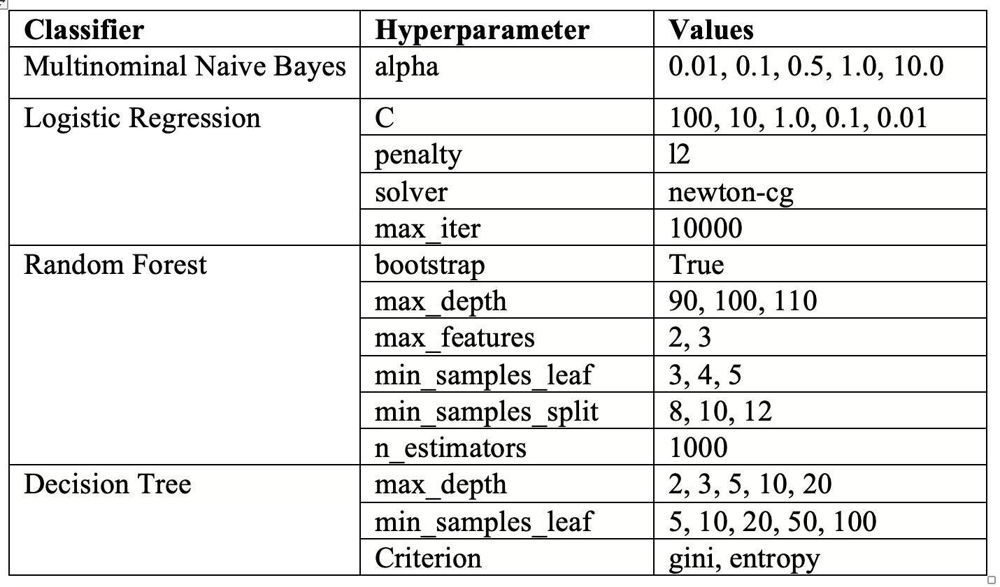 Classifier Hyperparameter Values
Multinominal Naive Bayes alpha 0.01, 0.1, 0.5, 1.0, 10.0
Logistic Regression C 100, 10, 1.0, 0.1, 0.01
penalty l2
solver newton-cg
max_iter 10000
Random Forest bootstrap True
max_depth 90, 100, 110
max_features 2, 3
min_samples_leaf 3, 4, 5
min_samples_split 8, 10, 12
n_estimators 1000
Decision Tree max_depth 2, 3, 5, 10, 20
min_samples_leaf 5, 10, 20, 50, 100
Criterion gini, entropy